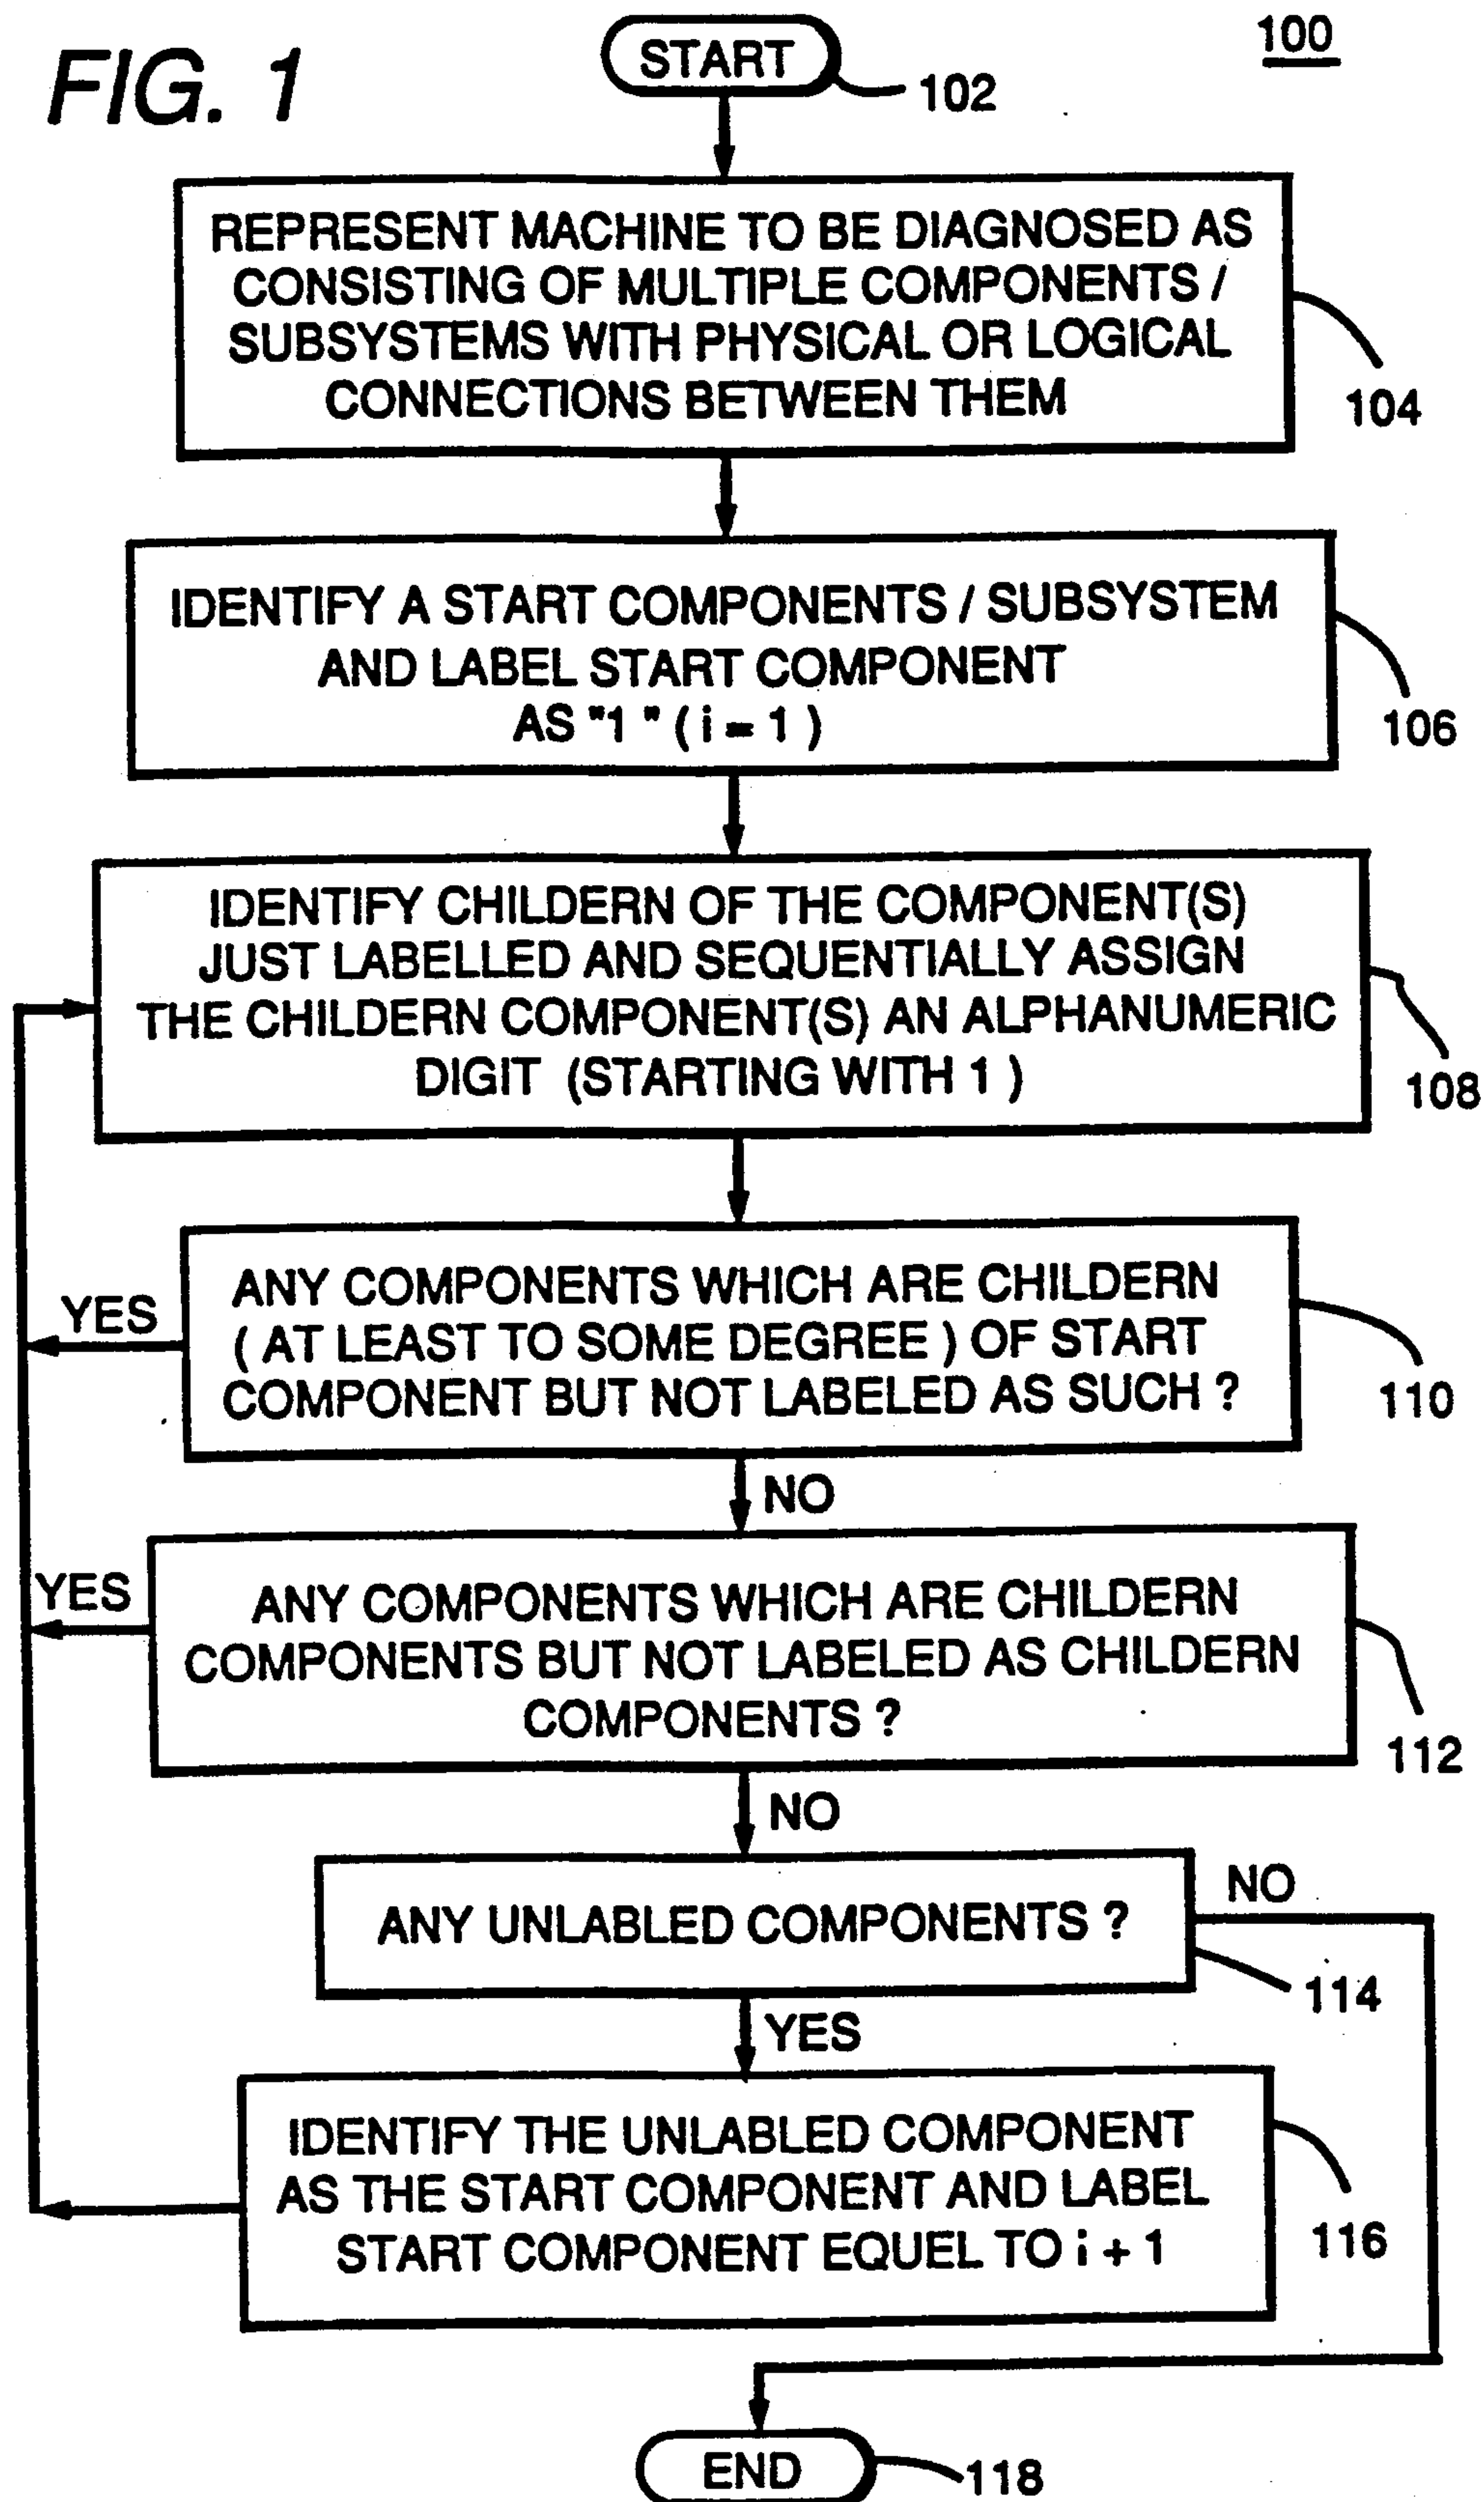 FIG. 1
START
100
102
REPRESENT MACHINE TO BE DIAGNOSED AS
CONSISTING OF MULTIPLE COMPONENTS /
SUBSYSTEMS WITH PHYSICAL OR LOGICAL
CONNECTIONS BETWEEN THEM
104
IDENTIFY A START COMPONENTS / SUBSYSTEM
AND LABEL START COMPONENT
AS "1 " ( i = 1 )
106
IDENTIFY CHILDERN OF THE COMPONENT(S)
JUST LABELLED AND SEQUENTIALLY ASSIGN
THE CHILDERN COMPONENT(S) AN ALPHANUMERIC
DIGIT (STARTING WITH 1 )
108
ANY COMPONENTS WHICH ARE CHILDERN
( AT LEAST TO SOME DEGREE ) OF START
COMPONENT BUT NOT LABELED AS SUCH ?
YES
110
NO
ANY COMPONENTS WHICH ARE CHILDERN
COMPONENTS BUT NOT LABELED AS CHILDERN
COMPONENTS ?
YES
112
NO
ANY UNLABLED COMPONENTS ?
NO
114
YES
IDENTIFY THE UNLABLED COMPONENT
AS THE START COMPONENT AND LABEL
START COMPONENT EQUEL TO i + 1
116
END
118